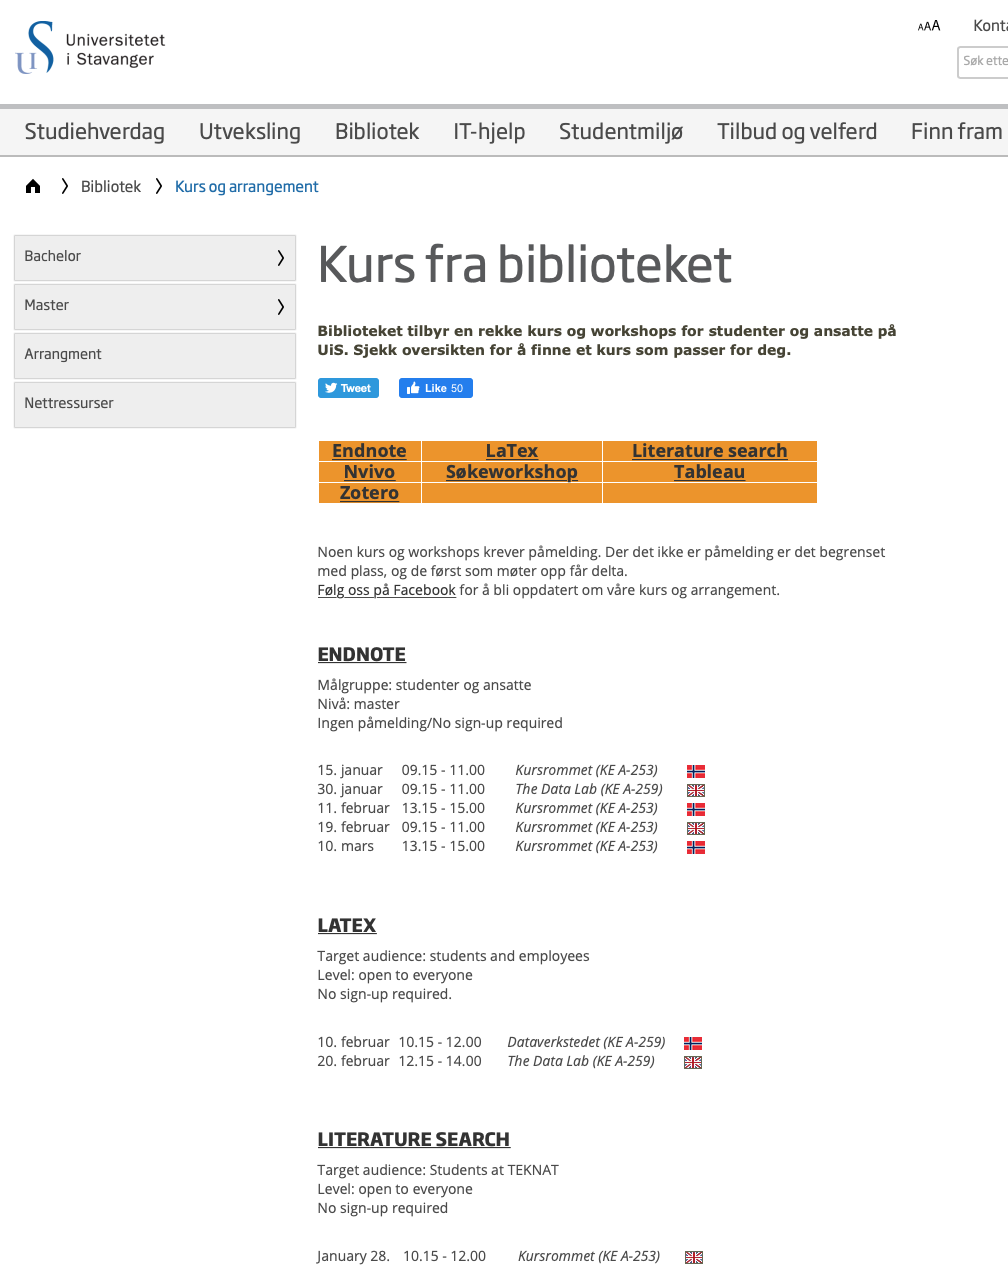 Universitetet
i Stavanger
AAA
Konta
Søk ette
Studiehverdag Utveksling Bibliotek IT-hjelp Studentmiljø Tilbud og velferd Finn fram
Bibliotek Kurs og arrangement
Bachelor
Master
Arrangment
Nettressurser
Kurs fra biblioteket
Biblioteket tilbyr en rekke kurs og workshops for studenter og ansatte på
UiS. Sjekk oversikten for å finne et kurs som passer for deg.
Tweet Like 50
Endnote LaTex Literature search
Nvivo Søkeworkshop Tableau
Zotero
Noen kurs og workshops krever påmelding. Der det ikke er påmelding er det begrenset
med plass, og de først som møter opp får delta.
Følg oss på Facebook for å bli oppdatert om våre kurs og arrangement.
ENDNOTE
Målgruppe: studenter og ansatte
Nivå: master
Ingen påmelding/No sign-up required
15. januar 09.15 - 11.00 Kursrommet (KE A-253)
30. januar 09.15 - 11.00 The Data Lab (KE A-259)
11. februar 13.15 - 15.00 Kursrommet (KE A-253)
19. februar 09.15 - 11.00 Kursrommet (KE A-253)
10. mars 13.15 - 15.00 Kursrommet (KE A-253)
LATEX
Target audience: students and employees
Level: open to everyone
No sign-up required.
10. februar 10.15 - 12.00 Dataverkstedet (KE A-259)
20. februar 12.15 - 14.00 The Data Lab (KE A-259)
LITERATURE SEARCH
Target audience: Students at TEKNAT
Level: open to everyone
No sign-up required
January 28. 10.15 - 12.00 Kursrommet (KE A-253)